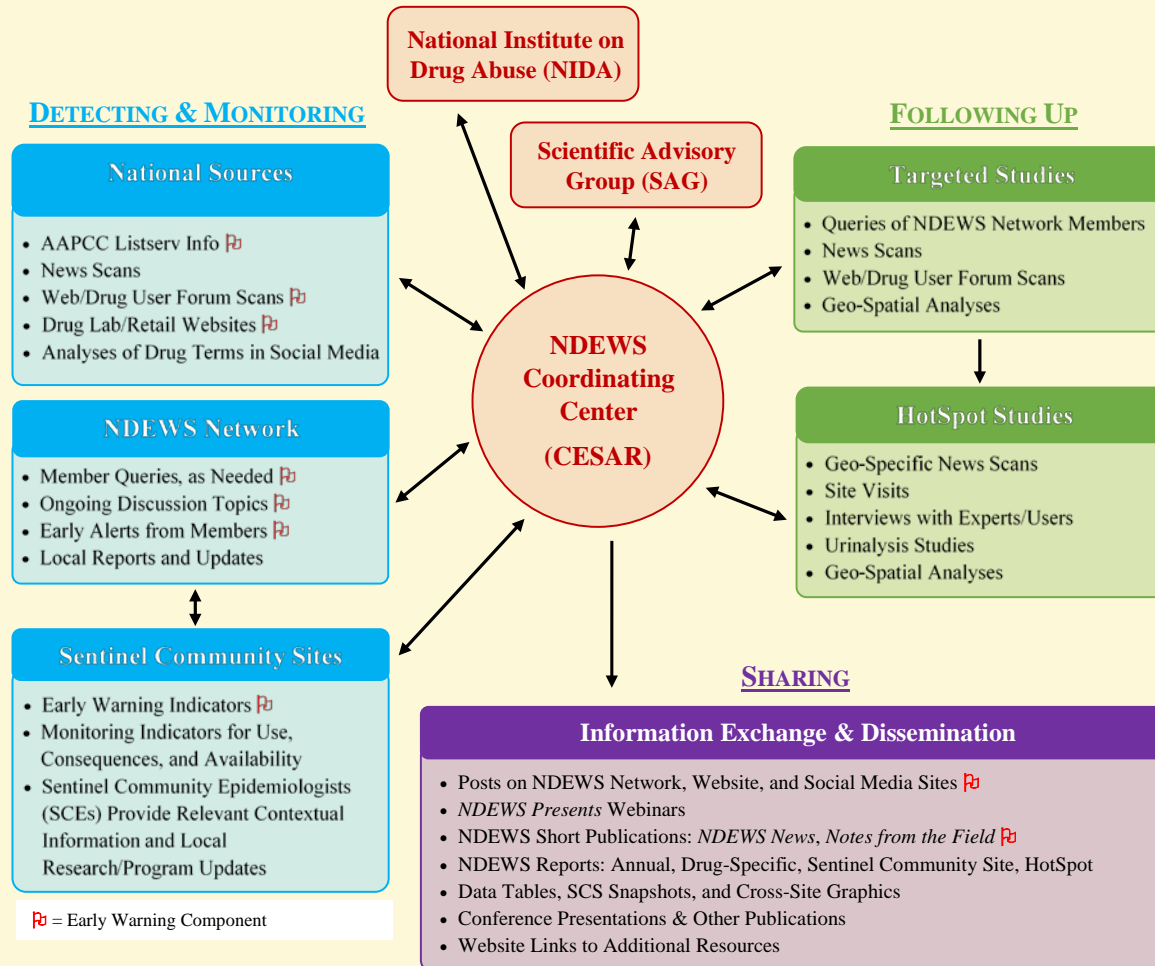 National Institute on
Drug Abuse (NIDA)
Scientific Advisory
Group (SAG)
DETECTING & MONITORING
National Sources
• AAPCC Listserv Info
• News Scans
• Web/Drug User Forum Scans
• Drug Lab/Retail Websites
• Analyses of Drug Terms in Social Media
NDEWS Network
• Member Queries, as Needed
• Ongoing Discussion Topics
• Early Alerts from Members
• Local Reports and Updates
Sentinel Community Sites
• Early Warning Indicators
• Monitoring Indicators for Use,
Consequences, and Availability
• Sentinel Community Epidemiologists
(SCEs) Provide Relevant Contextual
Information and Local
Research/Program Updates
= Early Warning Component
NDEWS
Coordinating
Center
(CESAR)
FOLLOWING UP
Targeted Studies
• Queries of NDEWS Network Members
• News Scans
• Web/Drug User Forum Scans
• Geo-Spatial Analyses
HotSpot Studies
• Geo-Specific News Scans
• Site Visits
• Interviews with Experts/Users
• Urinalysis Studies
• Geo-Spatial Analyses
SHARING
Information Exchange & Dissemination
• Posts on NDEWS Network, Website, and Social Media Sites
• NDEWS Presents Webinars
• NDEWS Short Publications: NDEWS News, Notes from the Field
• NDEWS Reports: Annual, Drug-Specific, Sentinel Community Site, HotSpot
• Data Tables, SCS Snapshots, and Cross-Site Graphics
• Conference Presentations & Other Publications
• Website Links to Additional Resources